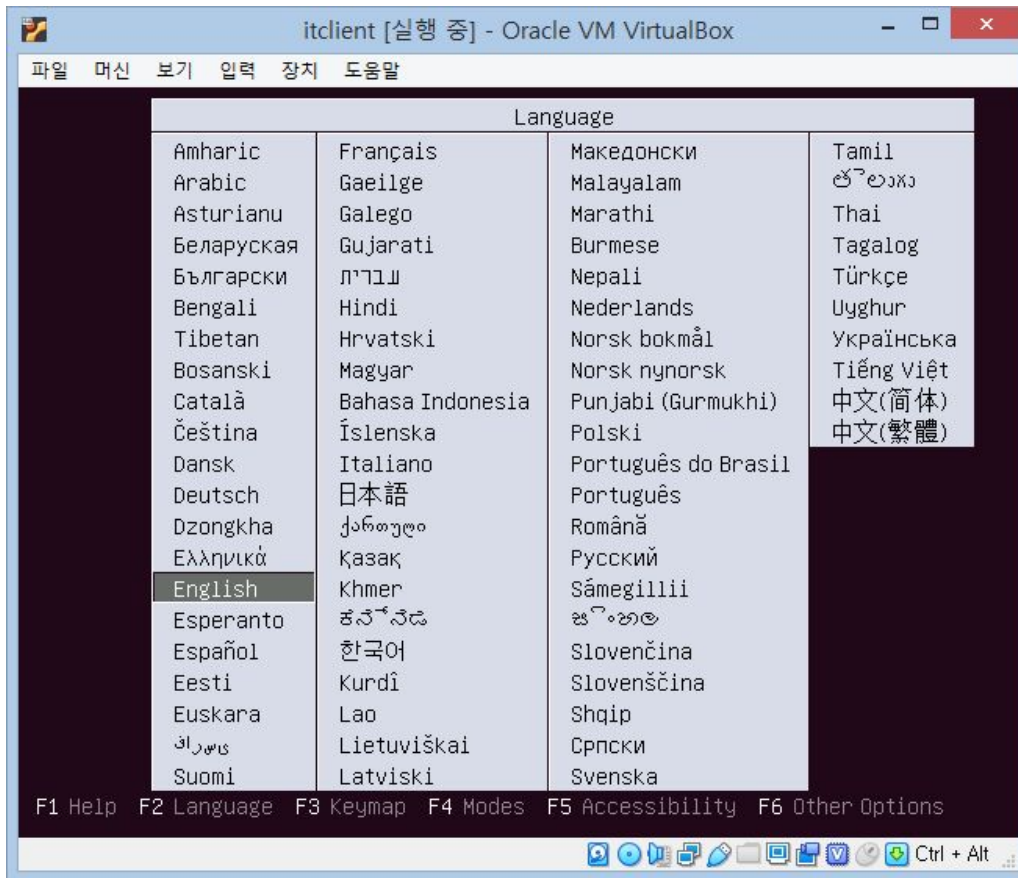 itclient [실행 중] - Oracle VM VirtualBox
파일 머신 보기 입력 장치 도움말
Language
Amharic
Arabic
Asturianu
Беларуская
Български
Bengali
Tibetan
Bosanski
Català
Čeština
Dansk
Deutsch
Dzongkha
Ελληνικά
English
Esperanto
Español
Eesti
Euskara
Suomi
Français
Gaeilge
Galego
Gujarati
עברית
Hindi
Hrvatski
Magyar
Bahasa Indonesia
Íslenska
Italiano
日本語
ქართული
Қазақ
Khmer
한국어
Kurdî
Lao
Lietuviškai
Latviski
Македонски
Malayalam
Marathi
Burmese
Nepali
Nederlands
Norsk bokmål
Norsk nynorsk
Punjabi (Gurmukhi)
Polski
Português do Brasil
Português
Română
Русский
Sámegillii
Slovenčina
Slovenščina
Shqip
Српски
Svenska
Tamil
Thai
Tagalog
Türkçe
Uyghur
Українська
Tiếng Việt
中文(简体)
中文(繁體)
F1 Help F2 Language F3 Keymap F4 Modes F5 Accessibility F6 Other Options
Ctrl + Alt